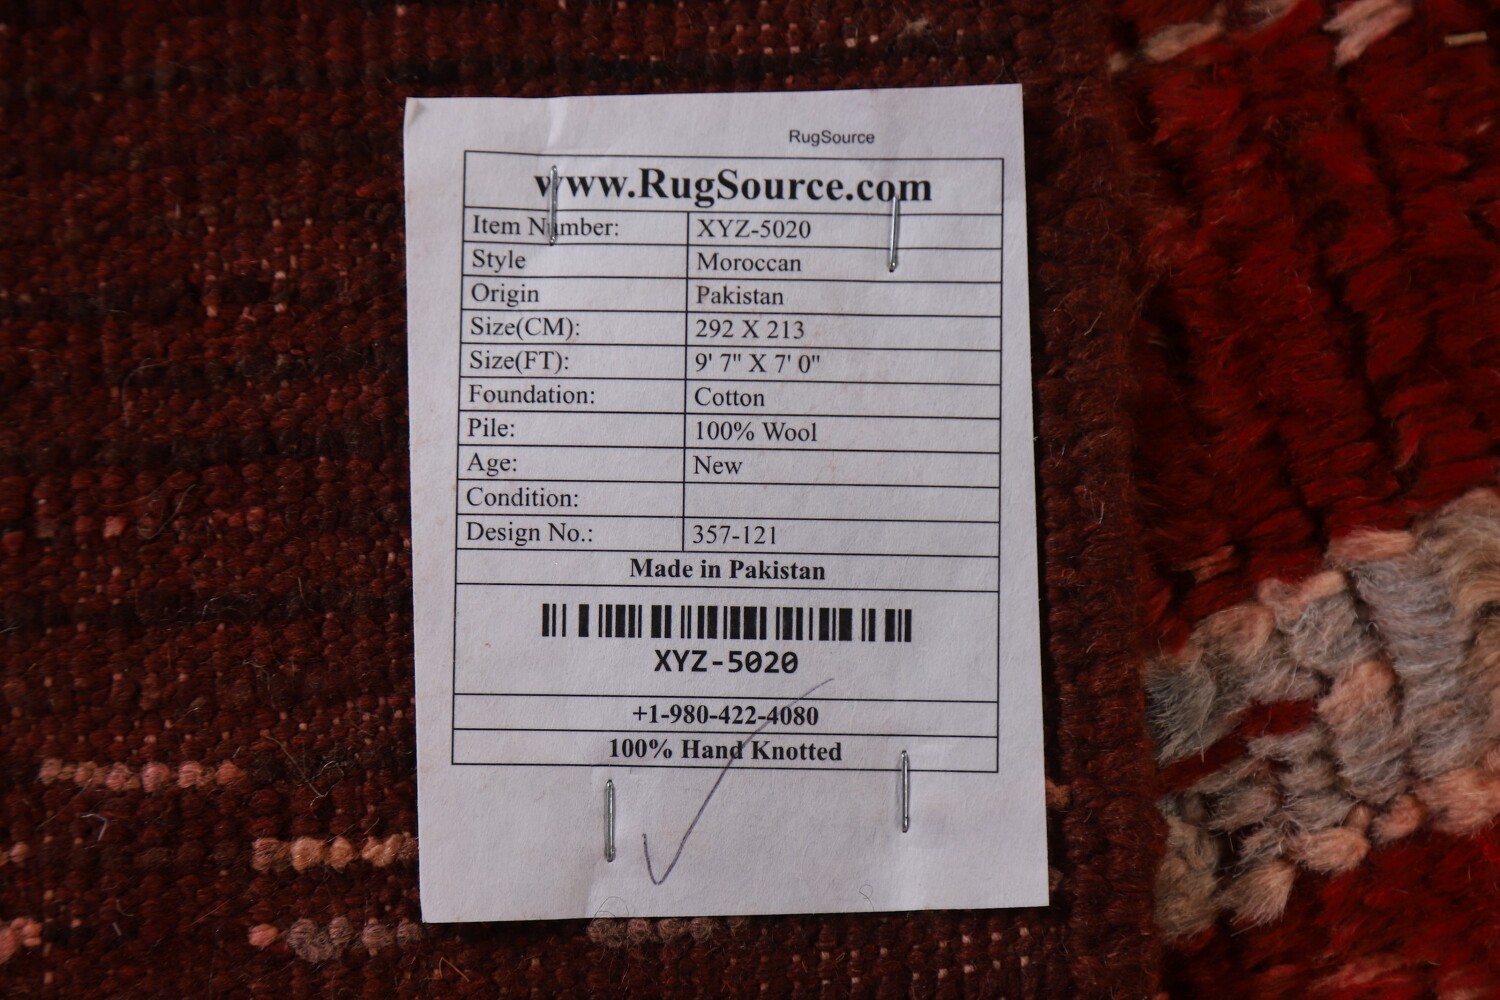 RugSource
www.RugSource.com
Item Number: XYZ-5020
Style Moroccan
Origin Pakistan
Size(CM): 292 X 213
Size(FT): 9' 7" X 7' 0"
Foundation: Cotton
Pile: 100% Wool
Age: New
Condition:
Design No.: 357-121
Made in Pakistan
XYZ-5020
+1-980-422-4080
100% Hand Knotted